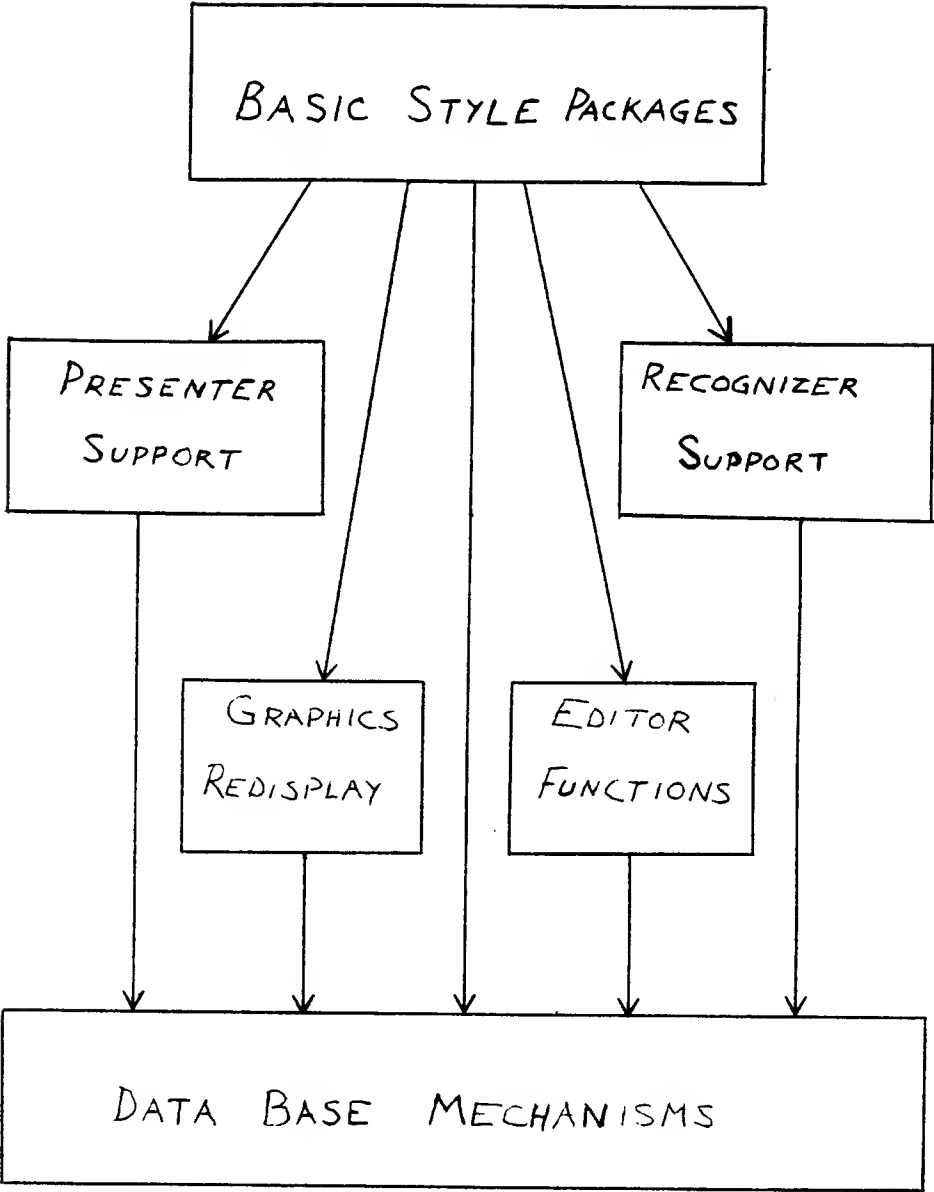 BASIC STYLE PACKAGES
PRESENTER
SUPPORT
RECOGNIZER
SUPPORT
GRAPHICS
REDISPLAY
EDITOR
FUNCTIONS
DATA BASE MECHANISMS